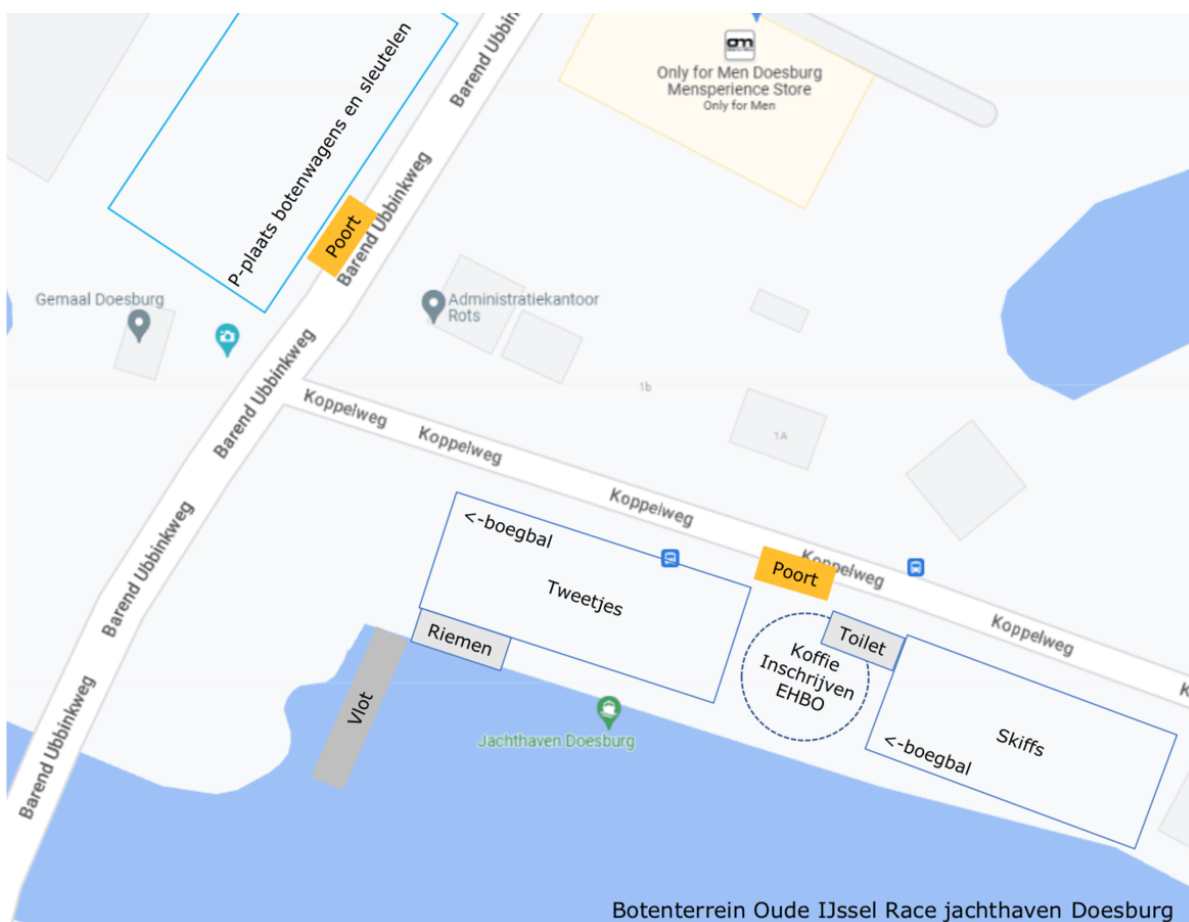 Barend Ubbinkweg
P-plaats botenwagens en sleutelen
Poort
Barend Ubbinkweg
am
Only for Men Doesburg
Mensperience Store
Only for Men
Gemaal Doesburg
Administratiekantoor
Rots
Barend Ubbinkweg
1b
1A
Koppelweg
Koppelweg
Koppelweg
Koppelweg
Koppelweg
K
Barend Ubbinkweg
Barend Ubbinkweg
<-boegbal
Tweetjes
Riemen
Vlot
Poort
Toilet
Koffie
Inschrijven
EHBO
Skiffs
<-boegbal
Jachthaven Doesburg
Botenterrein Oude IJssel Race jachthaven Doesburg